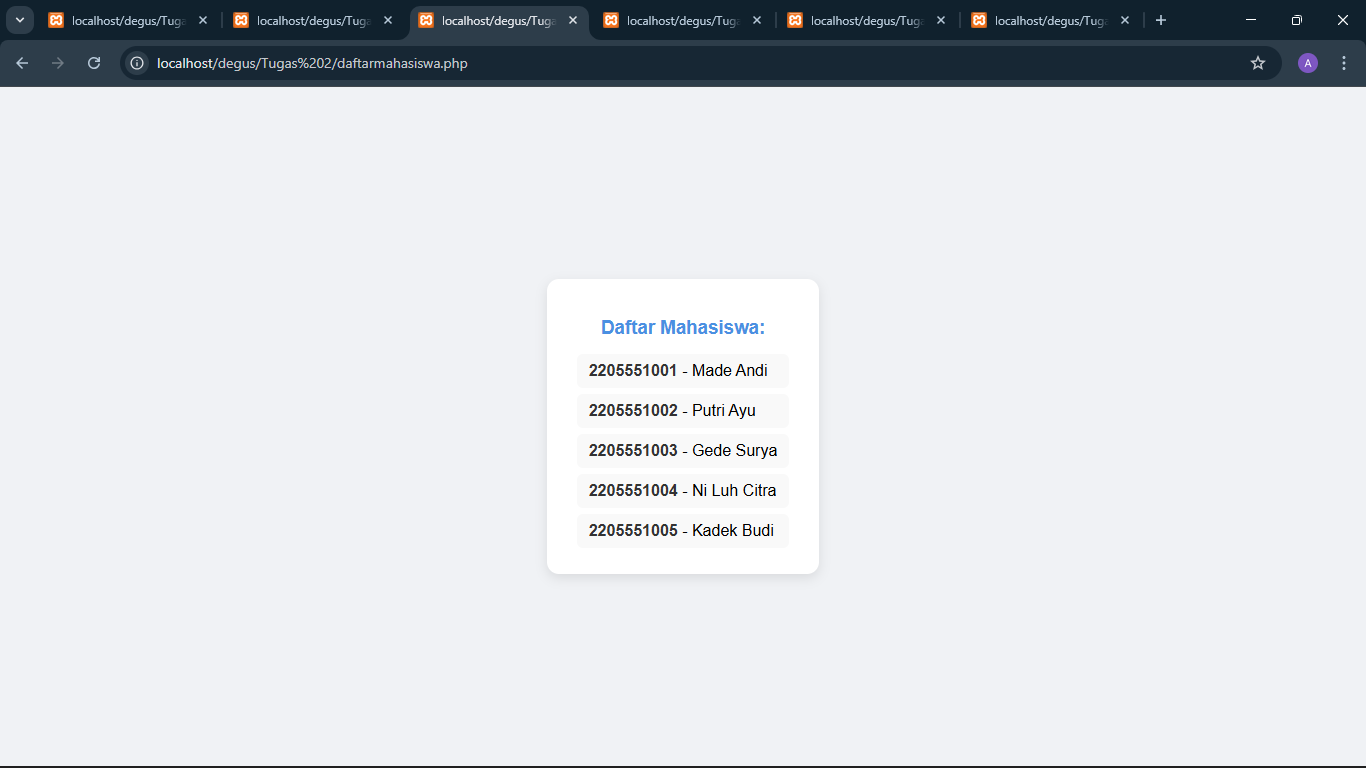 localhost/degus/Tuga
localhost/degus/Tuga
localhost/degus/Tuga
localhost/degus/Tuga
localhost/degus/Tuga
localhost/degus/Tuga
localhost/degus/Tugas%202/daftarmahasiswa.php
A
Daftar Mahasiswa:
2205551001 - Made Andi
2205551002 - Putri Ayu
2205551003 - Gede Surya
2205551004 - Ni Luh Citra
2205551005 - Kadek Budi